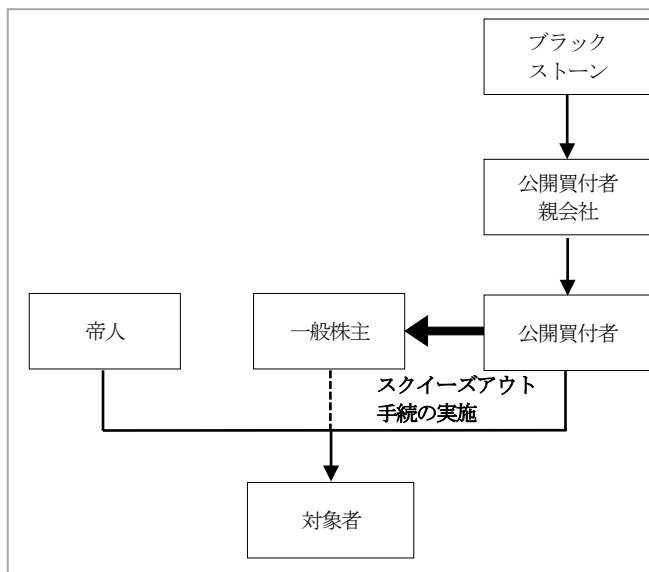 ブラック
ストーン
公開買付者
親会社
帝人
一般株主
公開買付者
スクイーズアウト
手続の実施
対象者